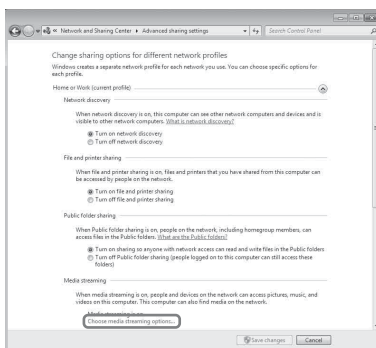 « Network and Sharing Center ▸ Advanced sharing settings
Search Control Panel
Change sharing options for different network profiles
Windows creates a separate network profile for each network you use. You can choose specific options for
each profile.
Home or Work (current profile)
Network discovery
When network discovery is on, this computer can see other network computers and devices and is
visible to other network computers. What is network discovery?
Turn on network discovery
Turn off network discovery
File and printer sharing
When file and printer sharing is on, files and printers that you have shared from this computer can
be accessed by people on the network.
Turn on file and printer sharing
Turn off file and printer sharing
Public folder sharing
When Public folder sharing is on, people on the network, including homegroup members, can
access files in the Public folders. What are the Public folders?
Turn on sharing so anyone with network access can read and write files in the Public folders
Turn off Public folder sharing (people logged on to this computer can still access these
folders)
Media streaming
When media streaming is on, people and devices on the network can access pictures, music, and
videos on this computer. This computer can also find media on the network.
Media streaming is on.
Choose media streaming options...
Save changes
Cancel